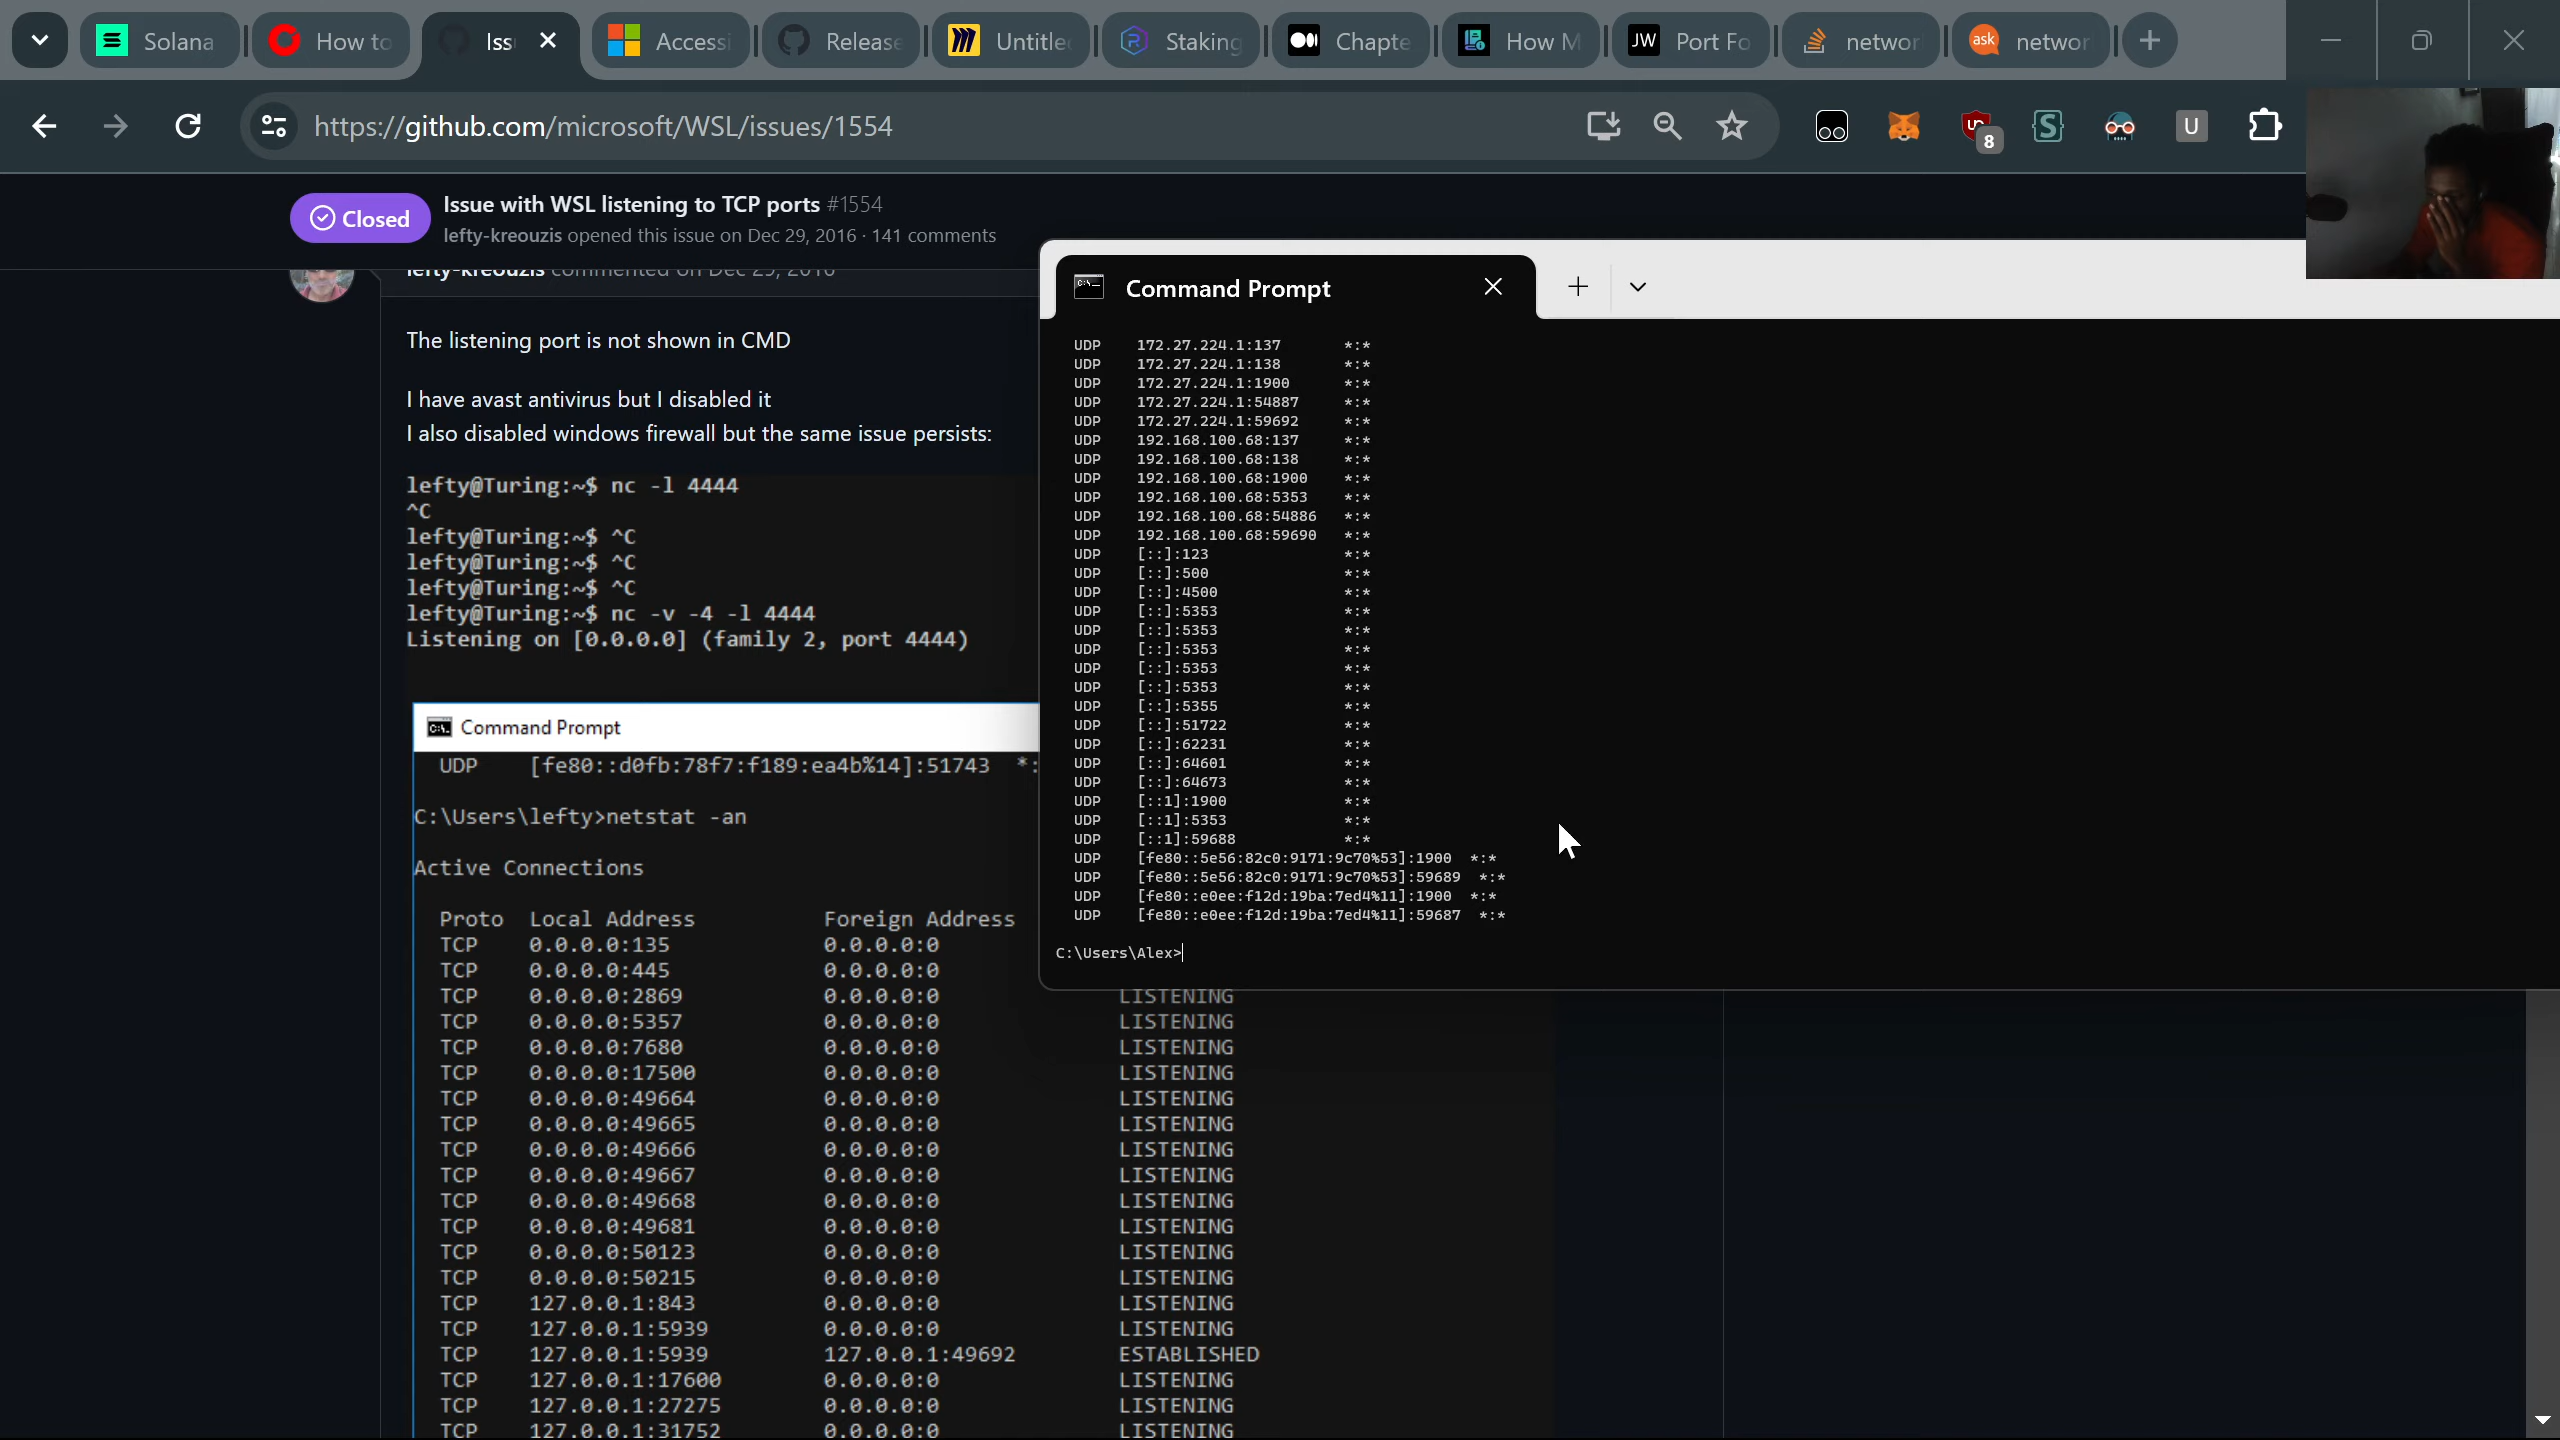 Solana
How to
Iss
Accessi
Release
Untitle
Staking
Chapte
How M
JW
Port Fo
networ
ask
networ
https://github.com/microsoft/WSL/issues/1554
8
U
Closed
Issue with WSL listening to TCP ports #1554
lefty-kreouzis opened this issue on Dec 29, 2016 · 141 comments
lefty-kreouzis commented on Dec 29, 2016
The listening port is not shown in CMD
I have avast antivirus but I disabled it
I also disabled windows firewall but the same issue persists:
lefty@Turing:~$ nc -l 4444
^C
lefty@Turing:~$ ^C
lefty@Turing:~$ ^C
lefty@Turing:~$ ^C
lefty@Turing:~$ nc -v -4 -l 4444
Listening on [0.0.0.0] (family 2, port 4444)
Command Prompt
UDP [fe80::d0fb:78f7:f189:ea4b%14]:51743 *:
C:\Users\lefty>netstat -an
Active Connections
Proto Local Address Foreign Address
TCP 0.0.0.0:135 0.0.0.0:0
TCP 0.0.0.0:445 0.0.0.0:0
TCP 0.0.0.0:2869 0.0.0.0:0 LISTENING
TCP 0.0.0.0:5357 0.0.0.0:0 LISTENING
TCP 0.0.0.0:7680 0.0.0.0:0 LISTENING
TCP 0.0.0.0:17500 0.0.0.0:0 LISTENING
TCP 0.0.0.0:49664 0.0.0.0:0 LISTENING
TCP 0.0.0.0:49665 0.0.0.0:0 LISTENING
TCP 0.0.0.0:49666 0.0.0.0:0 LISTENING
TCP 0.0.0.0:49667 0.0.0.0:0 LISTENING
TCP 0.0.0.0:49668 0.0.0.0:0 LISTENING
TCP 0.0.0.0:49681 0.0.0.0:0 LISTENING
TCP 0.0.0.0:50123 0.0.0.0:0 LISTENING
TCP 0.0.0.0:50215 0.0.0.0:0 LISTENING
TCP 127.0.0.1:843 0.0.0.0:0 LISTENING
TCP 127.0.0.1:5939 0.0.0.0:0 LISTENING
TCP 127.0.0.1:5939 127.0.0.1:49692 ESTABLISHED
TCP 127.0.0.1:17600 0.0.0.0:0 LISTENING
TCP 127.0.0.1:27275 0.0.0.0:0 LISTENING
TCP 127.0.0.1:31752 0.0.0.0:0 LISTENING
Command Prompt
UDP 172.27.224.1:137 *:*
UDP 172.27.224.1:138 *:*
UDP 172.27.224.1:1900 *:*
UDP 172.27.224.1:54887 *:*
UDP 172.27.224.1:59692 *:*
UDP 192.168.100.68:137 *:*
UDP 192.168.100.68:138 *:*
UDP 192.168.100.68:1900 *:*
UDP 192.168.100.68:5353 *:*
UDP 192.168.100.68:54886 *:*
UDP 192.168.100.68:59690 *:*
UDP [::]:123 *:*
UDP [::]:500 *:*
UDP [::]:4500 *:*
UDP [::]:5353 *:*
UDP [::]:5353 *:*
UDP [::]:5353 *:*
UDP [::]:5353 *:*
UDP [::]:5353 *:*
UDP [::]:5355 *:*
UDP [::]:51722 *:*
UDP [::]:62231 *:*
UDP [::]:64601 *:*
UDP [::]:64673 *:*
UDP [::1]:1900 *:*
UDP [::1]:5353 *:*
UDP [::1]:59688 *:*
UDP [fe80::5e56:82c0:9171:9c70%53]:1900 *:*
UDP [fe80::5e56:82c0:9171:9c70%53]:59689 *:*
UDP [fe80::e0ee:f12d:19ba:7ed4%11]:1900 *:*
UDP [fe80::e0ee:f12d:19ba:7ed4%11]:59687 *:*
C:\Users\Alex>